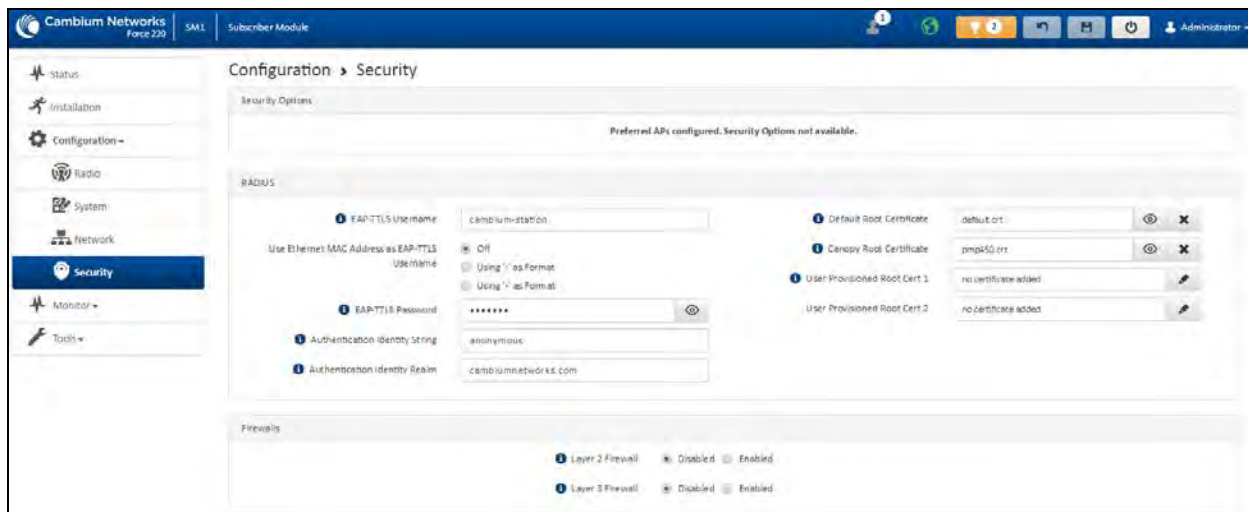 Cambium Networks
Force 220
SM1
Subscriber Module
1
2
Administrator
Status
Installation
Configuration
Radio
System
Network
Security
Monitor
Tools
Configuration > Security
Security Options
Preferred APs configured. Security Options not available.
RADIUS
EAP-TTLS Username
cambium-station
Use Ethernet MAC Address as EAP-TTLS
Username
Off
Using '-' as Format
Using as Format
EAP-TTLS Password
•••••••
Authentication Identity String
anonymous
Authentication Identity Realm
cambiumnetworks.com
Default Root Certificate
default.crt
Canopy Root Certificate
pmp450.crt
User Provisioned Root Cert 1
no certificate added
User Provisioned Root Cert 2
no certificate added
Firewalls
Layer 2 Firewall
Disabled
Enabled
Layer 3 Firewall
Disabled
Enabled